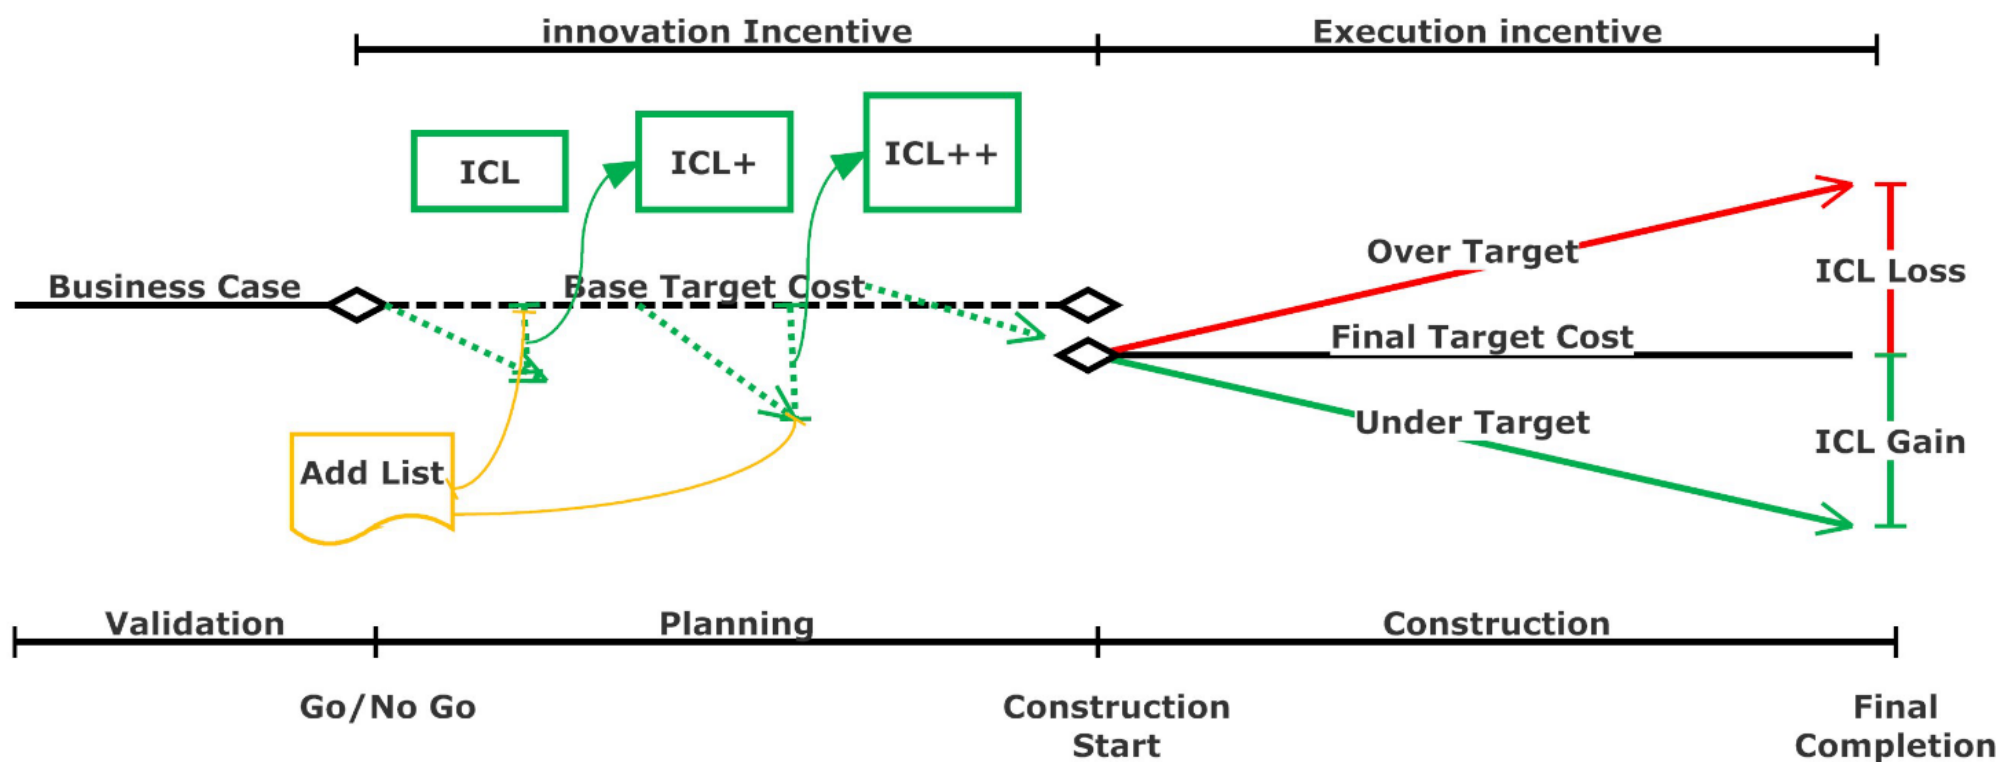 innovation Incentive
Execution incentive
ICL
ICL+
ICL++
Business Case
Base Target Cost
Over Target
ICL Loss
Final Target Cost
Under Target
ICL Gain
Add List
Validation
Planning
Construction
Go/No Go
Construction
Start
Final
Completion